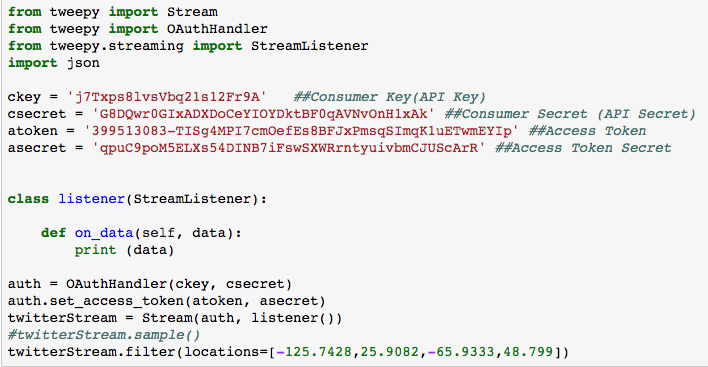 from tweepy import Stream
from tweepy import OAuthHandler
from tweepy.streaming import StreamListener
import json
ckey = 'j7Txps8lvsVbq21s12Fr9A'   ##Consumer Key(API Key)
csecret = 'G8DQwr0GIxADXDoCeYIOYDktBF0qAVNvOnH1xAk' ##Consumer Secret (API Secret)
atoken = '399513083-TISg4MPI7cmOefEs8BFJxPmsqSImqK1uETwmEYIp' ##Access Token
asecret = 'qpuC9poM5ELXs54DINB7iFswSXWRrntyuivbmCJUScArR' ##Access Token Secret
class listener(StreamListener):
    def on_data(self, data):
        print (data)
auth = OAuthHandler(ckey, csecret)
auth.set_access_token(atoken, asecret)
twitterStream = Stream(auth, listener())
#twitterStream.sample()
twitterStream.filter(locations=[-125.7428,25.9082,-65.9333,48.799])